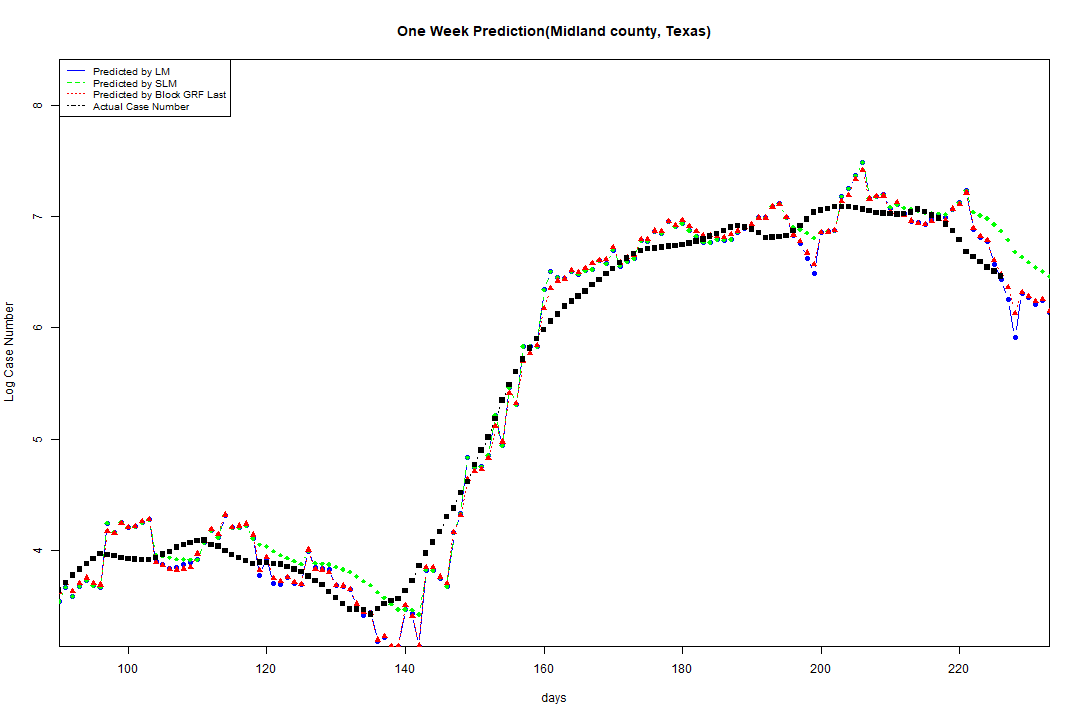 One Week Prediction(Midland county, Texas)
Predicted by LM
Predicted by SLM
Predicted by Block GRF Last
Actual Case Number
8
7
6
5
4
Log Case Number
100 120 140 160 180 200 220
days